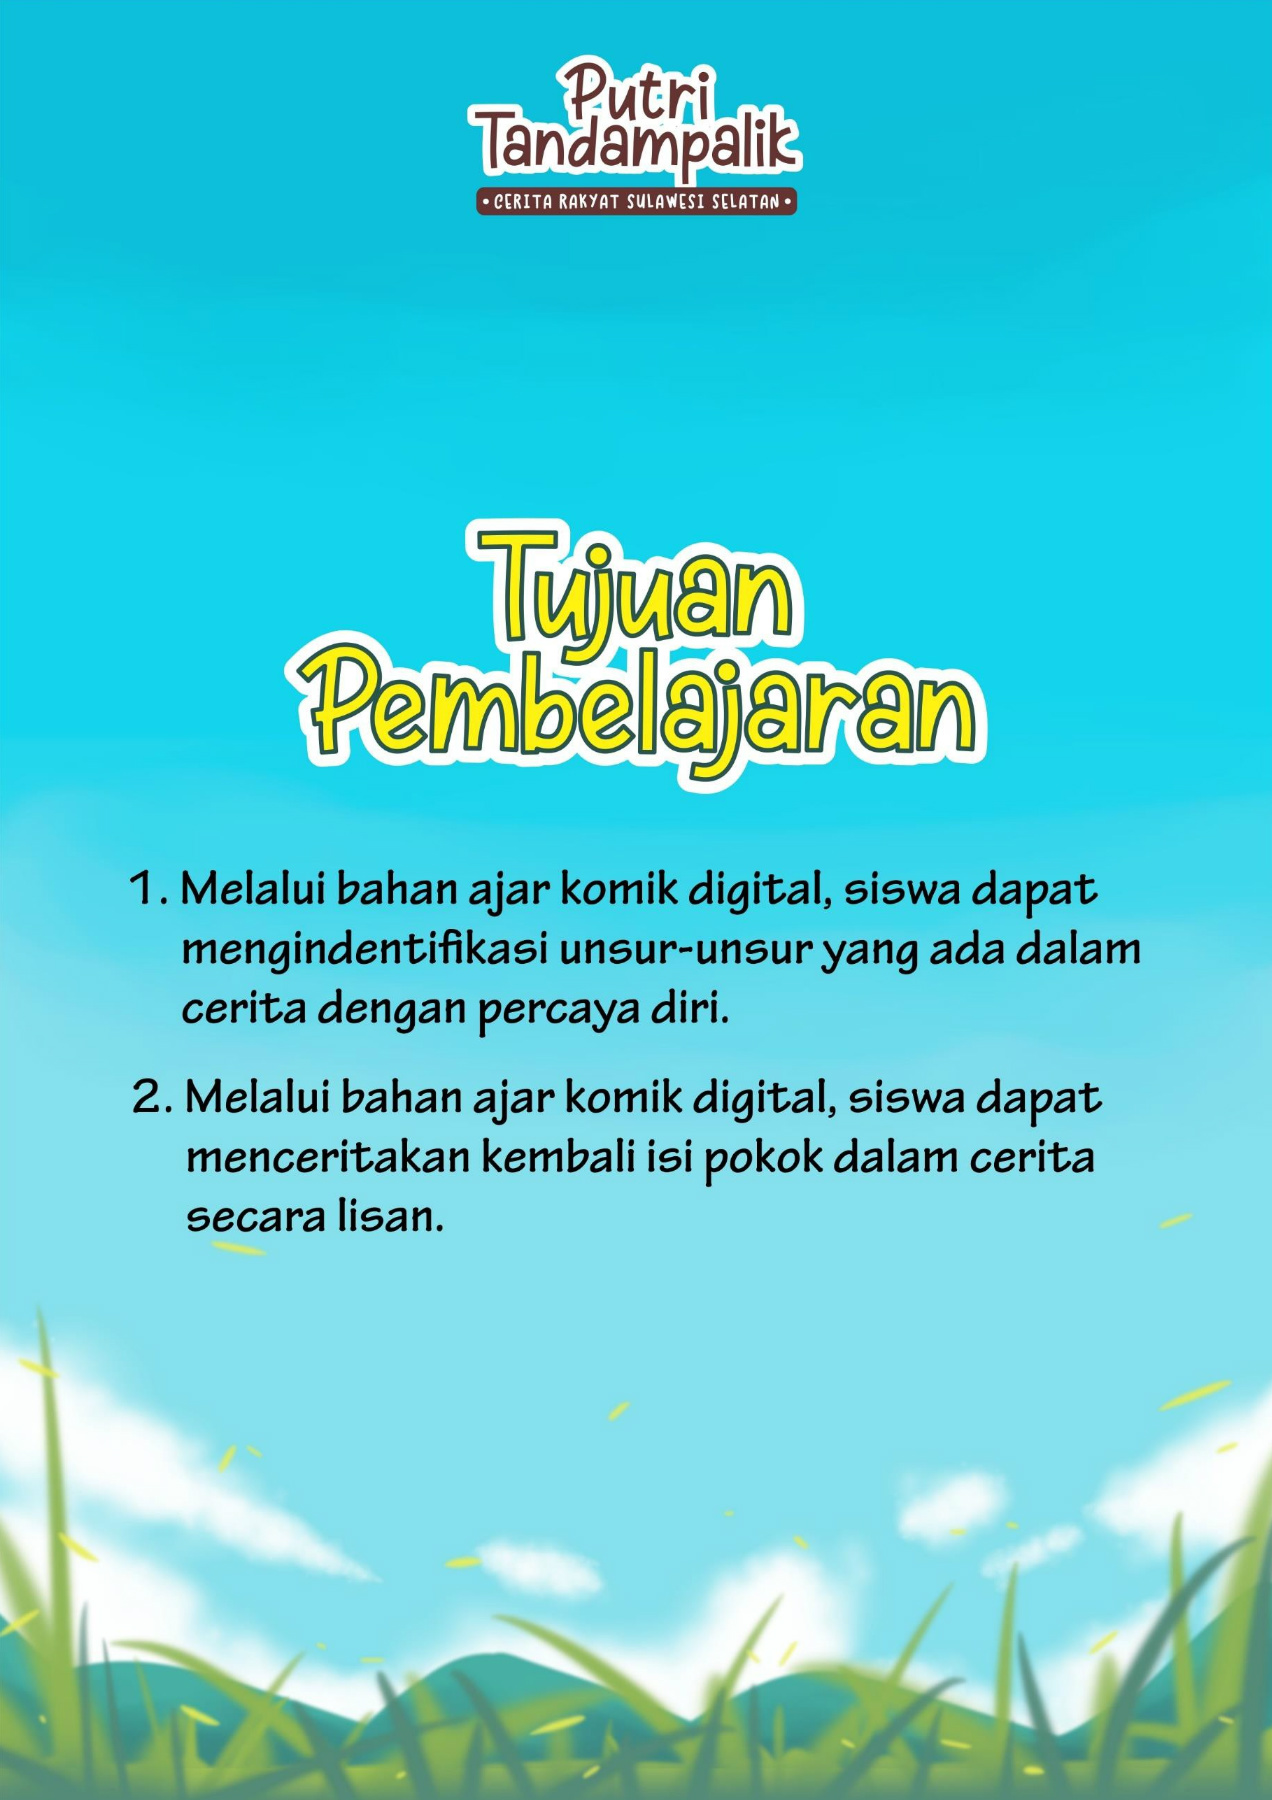 Putri
Tandampalik
• CERITA RAKYAT SULAWESI SELATAN •
Tujuan
Pembelajaran
1. Melalui bahan ajar komik digital, siswa dapat
mengindentifikasi unsur-unsur yang ada dalam
cerita dengan percaya diri.
2. Melalui bahan ajar komik digital, siswa dapat
menceritakan kembali isi pokok dalam cerita
secara lisan.